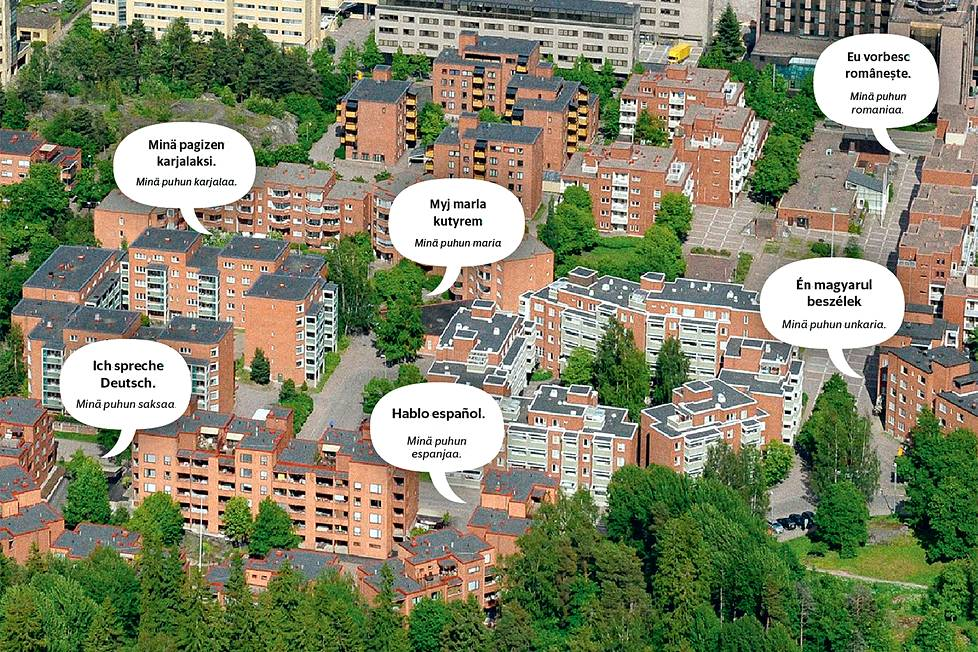 Eu vorbesc
românește.
Minä puhun
romaniaa.
Minä pagizen
karjalaksi.
Minä puhun karjalaa.
Myj marla
kutyrem
Minä puhun maria
Én magyarul
beszélek
Minä puhun unkaria.
Ich spreche
Deutsch.
Minä puhun saksaa.
Hablo español.
Minä puhun
espanjaa.